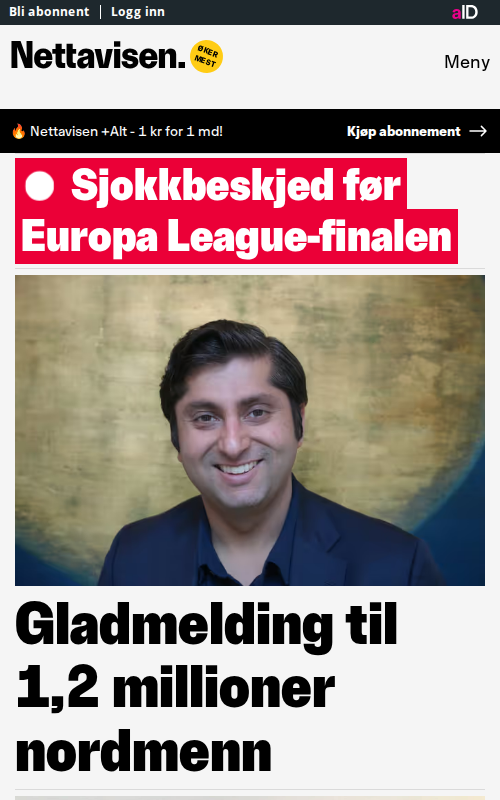 Bli abonnent | Logg inn
aID
Nettavisen.
ØKER
MEST
Meny
🔥 Nettavisen +Alt - 1 kr for 1 md!
Kjøp abonnement →
Sjokkbeskjed før
Europa League-finalen
Gladmelding til
1,2 millioner
nordmenn